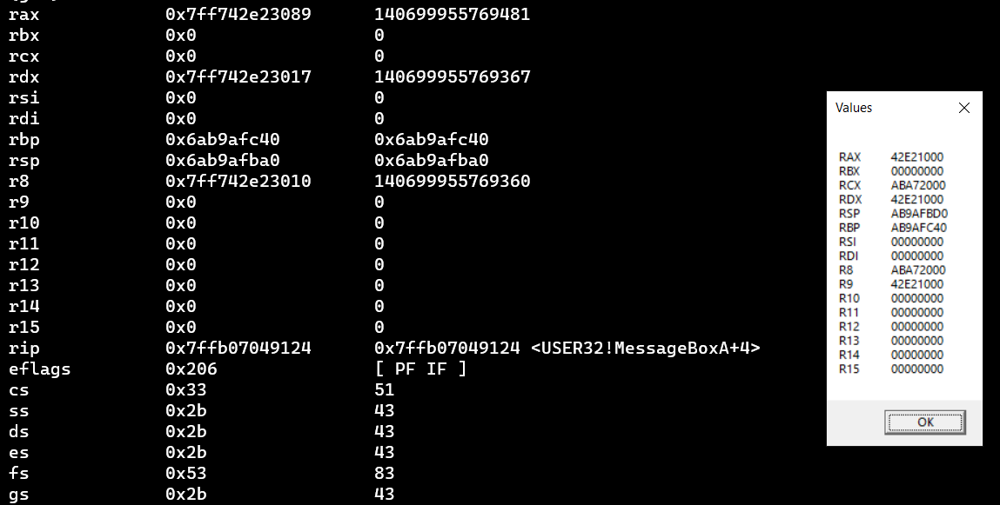 rax 0x7ff742e23089 140699955769481
rbx 0x0 0
rcx 0x0 0
rdx 0x7ff742e23017 140699955769367
rsi 0x0 0
rdi 0x0 0
rbp 0x6ab9afc40 0x6ab9afc40
rsp 0x6ab9afba0 0x6ab9afba0
r8 0x7ff742e23010 140699955769360
r9 0x0 0
r10 0x0 0
r11 0x0 0
r12 0x0 0
r13 0x0 0
r14 0x0 0
r15 0x0 0
rip 0x7ffb07049124 0x7ffb07049124 <USER32!MessageBoxA+4>
eflags 0x206 [ PF IF ]
cs 0x33 51
ss 0x2b 43
ds 0x2b 43
es 0x2b 43
fs 0x53 83
gs 0x2b 43
Values
RAX 42E21000
RBX 00000000
RCX ABA72000
RDX 42E21000
RSP AB9AFBD0
RBP AB9AFC40
RSI 00000000
RDI 00000000
R8 ABA72000
R9 42E21000
R10 00000000
R11 00000000
R12 00000000
R13 00000000
R14 00000000
R15 00000000
OK